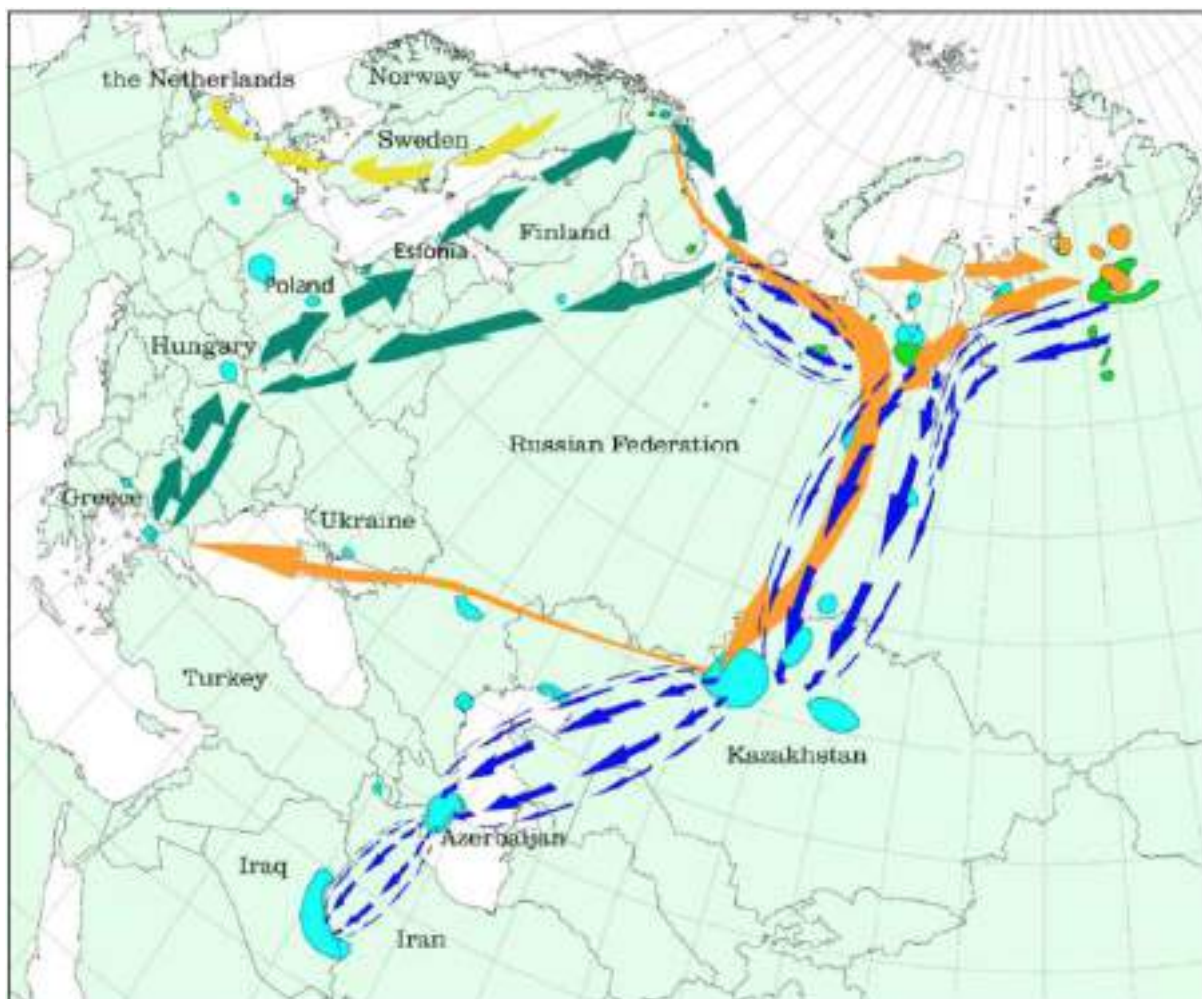 Norway
the Netherlands
Sweden
Finland
Estonia
Poland
Hungary
Russian Federation
Greece
Ukraine
Turkey
Kazakhstan
Azerbaijan
Iraq
Iran